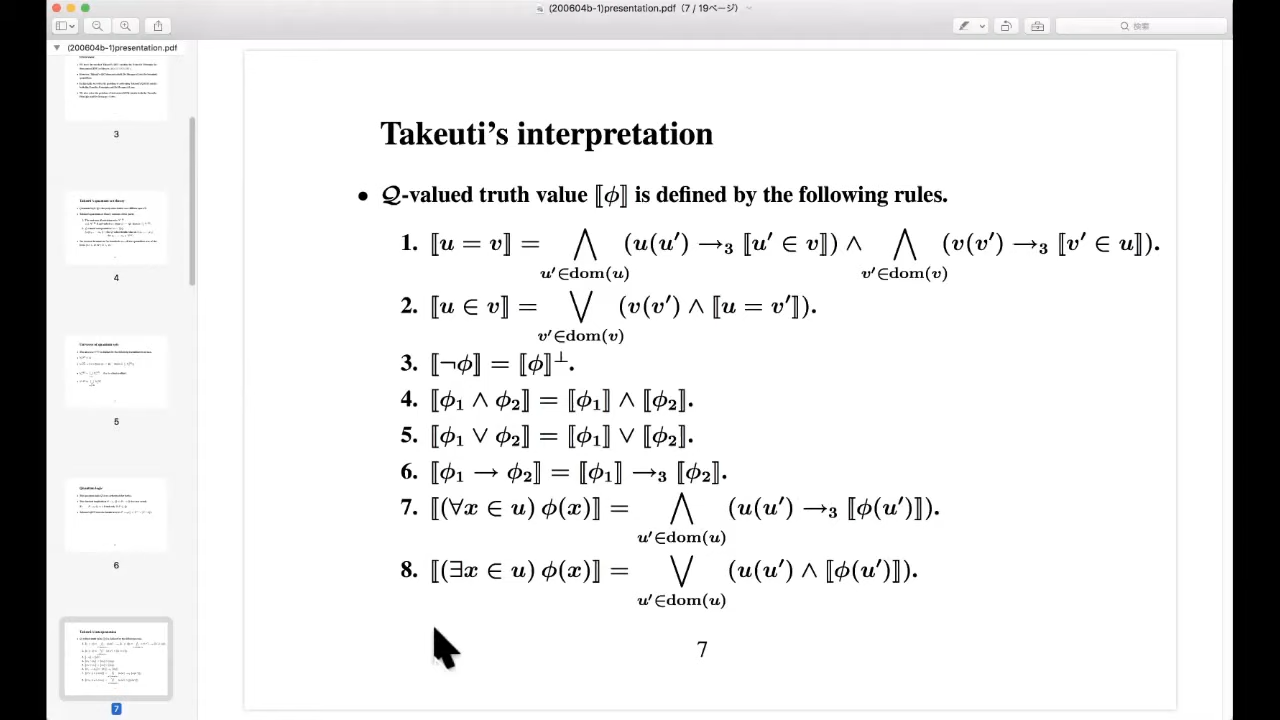 (200604b-1)presentation.pdf（7 / 19ページ）
検索
(200604b-1)presentation.pdf
3
4
5
6
7
Takeuti's interpretation
• 𝒬-valued truth value ⟦ϕ⟧ is defined by the following rules.
1. ⟦u = v⟧ = ⋀ (u(u′) →₃ ⟦u′ ∈ v⟧) ∧ ⋀ (v(v′) →₃ ⟦v′ ∈ u⟧).
u′∈dom(u) v′∈dom(v)
2. ⟦u ∈ v⟧ = ⋁ (v(v′) ∧ ⟦u = v′⟧).
v′∈dom(v)
3. ⟦¬ϕ⟧ = ⟦ϕ⟧⊥.
4. ⟦ϕ₁ ∧ ϕ₂⟧ = ⟦ϕ₁⟧ ∧ ⟦ϕ₂⟧.
5. ⟦ϕ₁ ∨ ϕ₂⟧ = ⟦ϕ₁⟧ ∨ ⟦ϕ₂⟧.
6. ⟦ϕ₁ → ϕ₂⟧ = ⟦ϕ₁⟧ →₃ ⟦ϕ₂⟧.
7. ⟦(∀x ∈ u) ϕ(x)⟧ = ⋀ (u(u′) →₃ ⟦ϕ(u′)⟧).
u′∈dom(u)
8. ⟦(∃x ∈ u) ϕ(x)⟧ = ⋁ (u(u′) ∧ ⟦ϕ(u′)⟧).
u′∈dom(u)
7